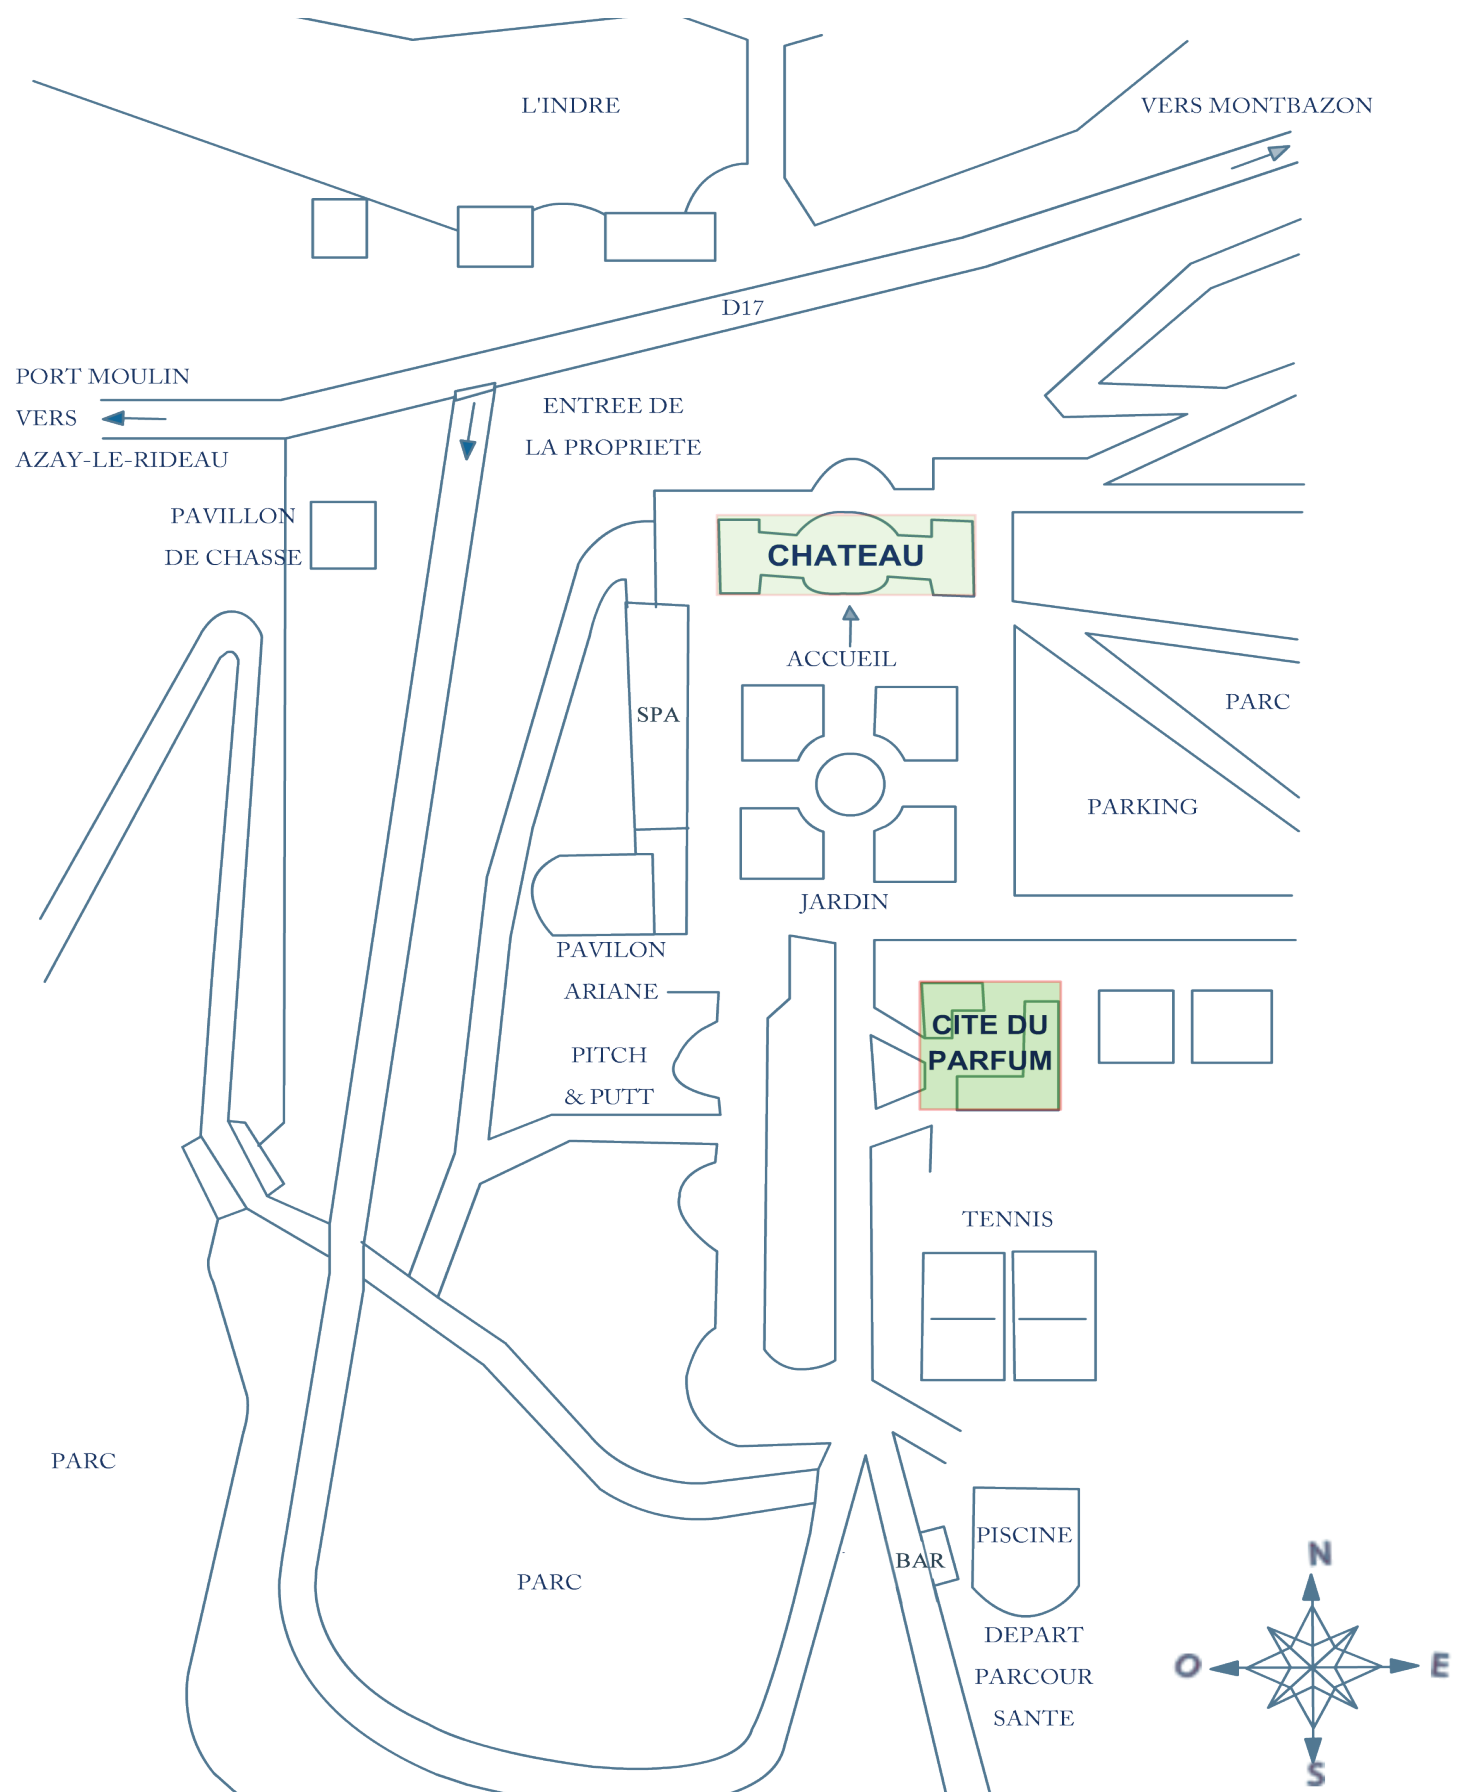 L'INDRE
VERS MONTBAZON
D17
PORT MOULIN
VERS
AZAY-LE-RIDEAU
ENTREE DE
LA PROPRIETE
PAVILLON
DE CHASSE
CHATEAU
ACCUEIL
SPA
PARC
PARKING
JARDIN
PAVILON
ARIANE
CITE DU
PARFUM
PITCH
& PUTT
TENNIS
PARC
PISCINE
BAR
PARC
DEPART
PARCOUR
SANTE
N
O
E
S